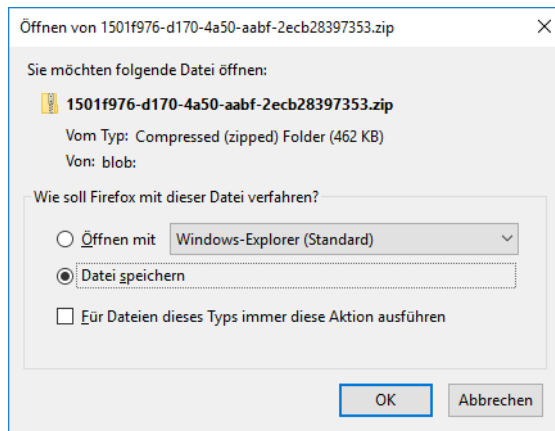 Öffnen von 1501f976-d170-4a50-aabf-2ecb28397353.zip
Sie möchten folgende Datei öffnen:
1501f976-d170-4a50-aabf-2ecb28397353.zip
Vom Typ: Compressed (zipped) Folder (462 KB)
Von: blob:
Wie soll Firefox mit dieser Datei verfahren?
Öffnen mit Windows-Explorer (Standard)
Datei speichern
Für Dateien dieses Typs immer diese Aktion ausführen
OK Abbrechen